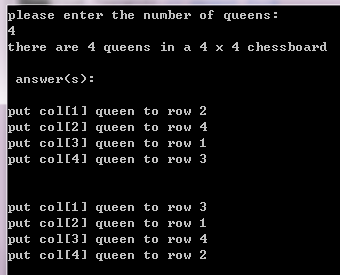 please enter the number of queens:
4
there are 4 queens in a 4 x 4 chessboard
answer(s):
put col[1] queen to row 2
put col[2] queen to row 4
put col[3] queen to row 1
put col[4] queen to row 3
put col[1] queen to row 3
put col[2] queen to row 1
put col[3] queen to row 4
put col[4] queen to row 2